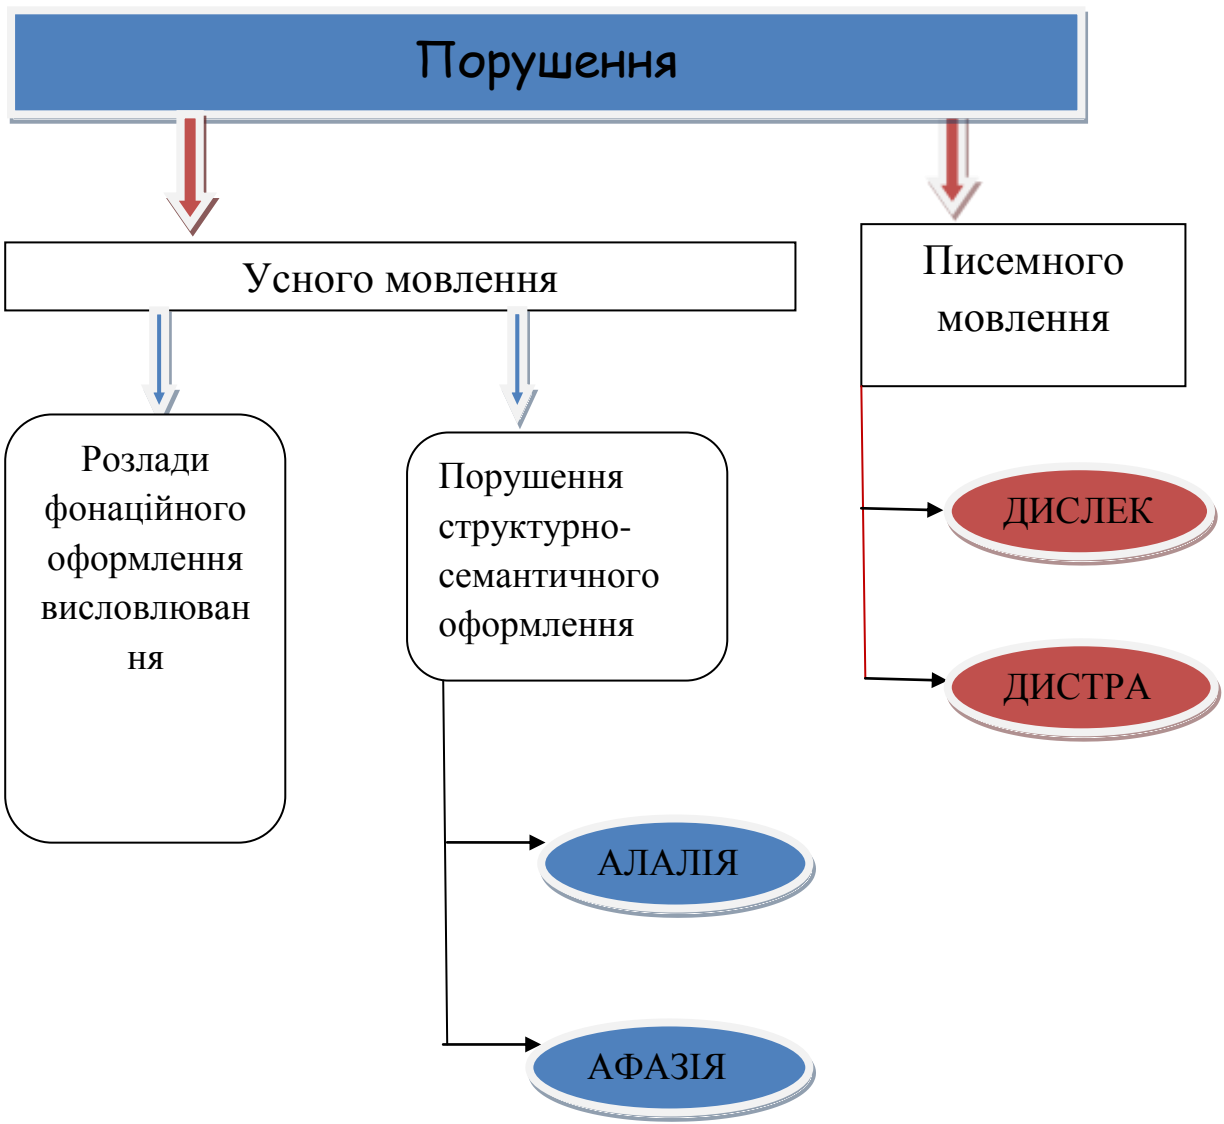 Порушення
Усного мовлення
Писемного
мовлення
Розлади
фонаційного
оформлення
висловлюван
ня
Порушення
структурно-
семантичного
оформлення
ДИСЛЕК
ДИСТРА
АЛАЛІЯ
АФАЗІЯ